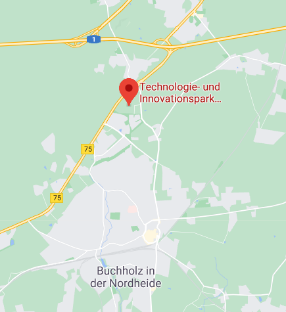 1
Technologie- und
Innovationspark...
75
75
Buchholz in
der Nordheide